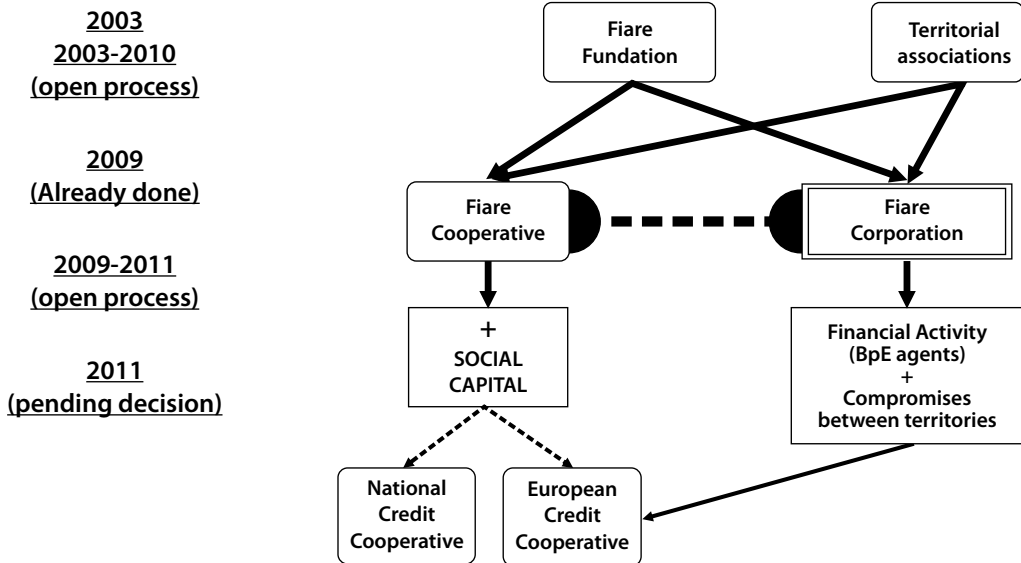 2003
2003-2010
(open process)
2009
(Already done)
2009-2011
(open process)
2011
(pending decision)
Fiare
Fundation
Territorial
associations
Fiare
Cooperative
Fiare
Corporation
+
SOCIAL
CAPITAL
Financial Activity
(BpE agents)
+
Compromises
between territories
National
Credit
Cooperative
European
Credit
Cooperative